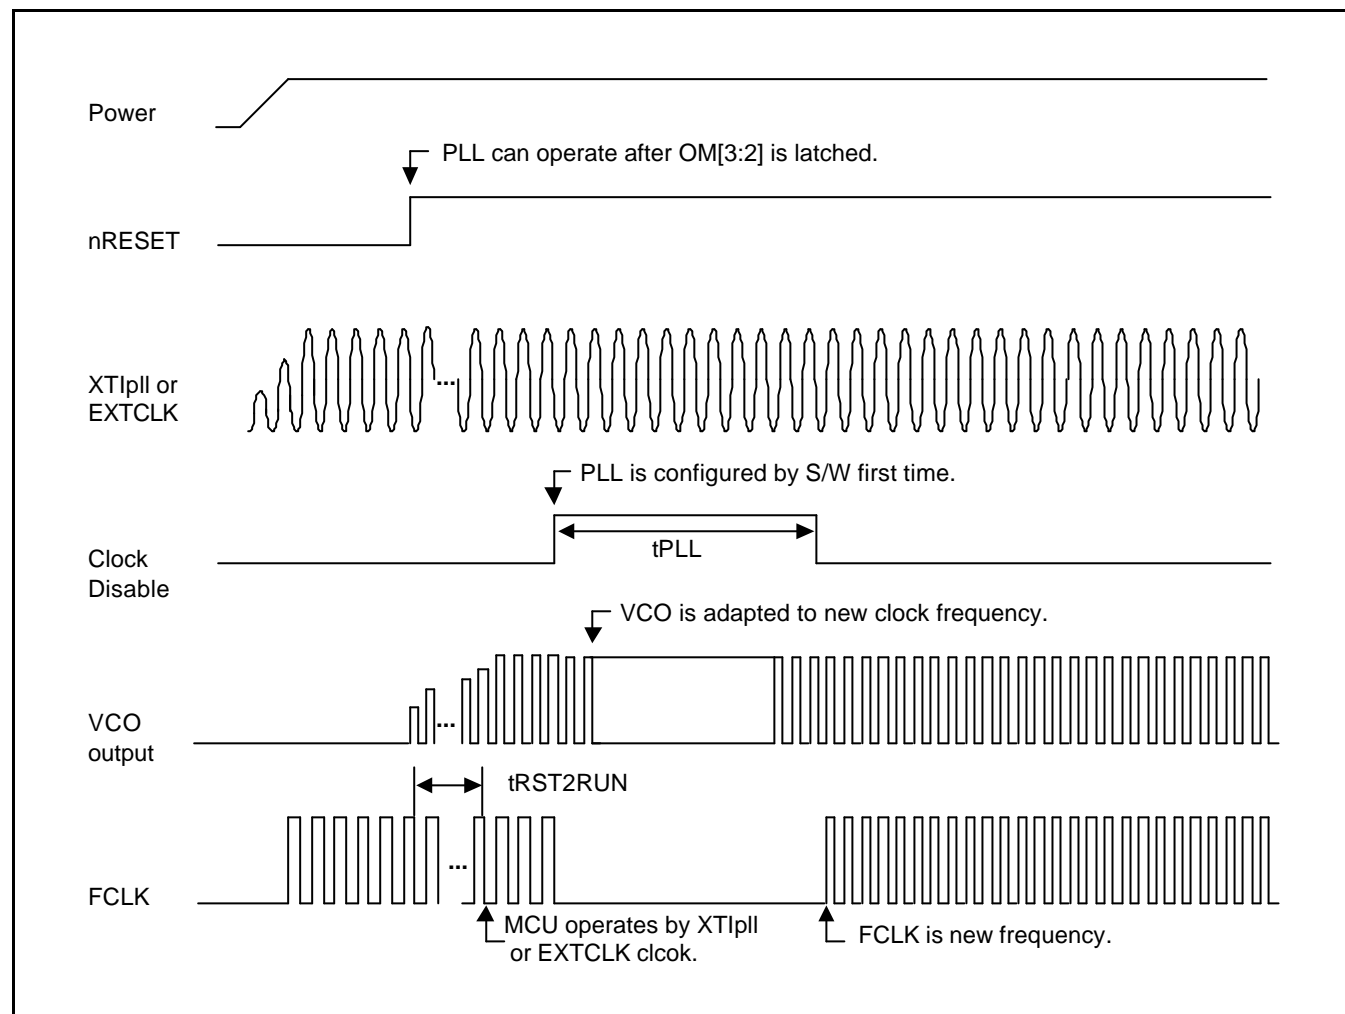 Power
PLL can operate after OM[3:2] is latched.
nRESET
XTIpll or
EXTCLK
...
PLL is configured by S/W first time.
tPLL
Clock
Disable
VCO is adapted to new clock frequency.
...
VCO
output
tRST2RUN
...
FCLK
MCU operates by XTIpll
or EXTCLK clcok.
FCLK is new frequency.